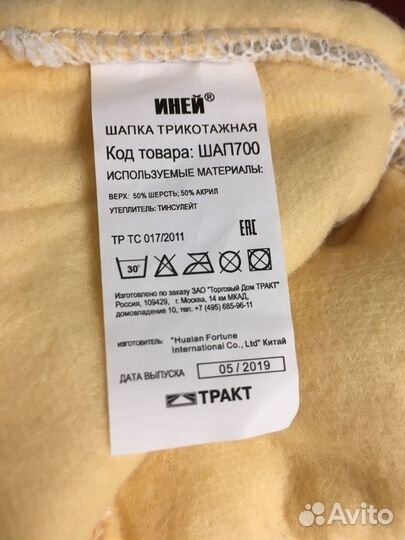 ИНЕЙ®
ШАПКА ТРИКОТАЖНАЯ
Код товара: ШАП700
ИСПОЛЬЗУЕМЫЕ МАТЕРИАЛЫ:
ВЕРХ: 50% ШЕРСТЬ; 50% АКРИЛ
УТЕПЛИТЕЛЬ: ТИНСУЛЕЙТ
ТР ТС 017/2011 ЕАС
30°
Изготовлено по заказу ЗАО "Торговый Дом ТРАКТ"
Россия, 109429, г. Москва, 14 км МКАД,
домовладение 10, тел.+7 (495) 685-96-11
ИЗГОТОВИТЕЛЬ: "Huaian Fortune
International Co., Ltd" Китай
ДАТА ВЫПУСКА 05 / 2019
ТРАКТ
Avito